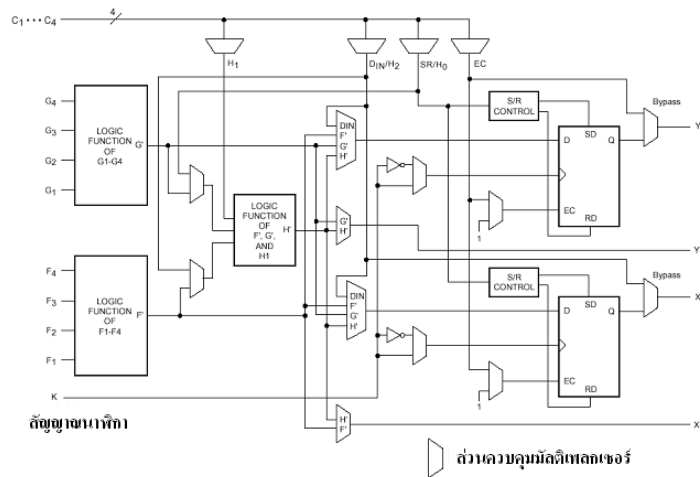 C1 ••• C4
4
H1
DIN/H2
SR/H0
EC
G4
G3
G2
G1
LOGIC
FUNCTION
OF
G1-G4
G'
DIN
F'
G'
H'
S/R
CONTROL
SD
D
Q
EC
RD
1
Bypass
Y
LOGIC
FUNCTION
OF
F', G',
AND
H1
H'
G'
H'
Y
F4
F3
F2
F1
LOGIC
FUNCTION
OF
F1-F4
F'
DIN
F'
G'
H'
S/R
CONTROL
SD
D
Q
EC
RD
1
Bypass
X
K
สัญญาณนาฬิกา
H'
F'
X
ส่วนควบคุมมัลติเพลกเซอร์